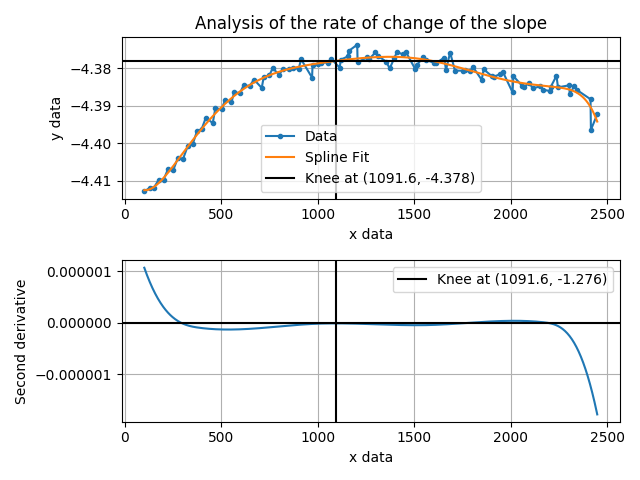 Analysis of the rate of change of the slope
−4.38
−4.39
−4.40
−4.41
y data
Data
Spline Fit
Knee at (1091.6, -4.378)
0 500 1000 1500 2000 2500
x data
0.000001
0.000000
−0.000001
Second derivative
Knee at (1091.6, -1.276)
0 500 1000 1500 2000 2500
x data